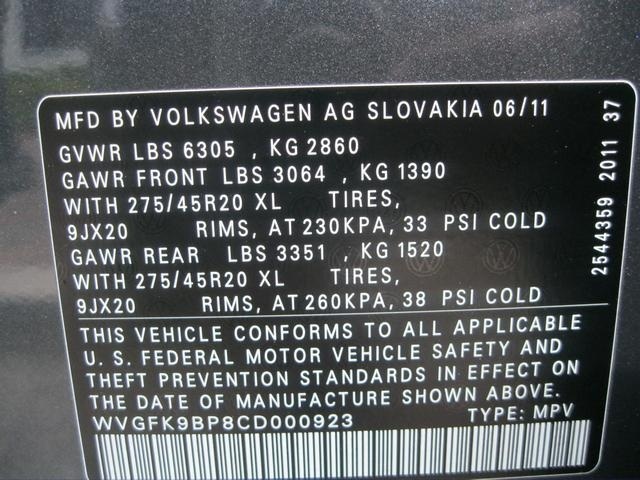 MFD BY VOLKSWAGEN AG SLOVAKIA 06/11
GVWR LBS 6305 , KG 2860
GAWR FRONT LBS 3064 , KG 1390
WITH 275/45R20 XL TIRES,
9JX20 RIMS, AT 230KPA, 33 PSI COLD
GAWR REAR LBS 3351 , KG 1520
WITH 275/45R20 XL TIRES,
9JX20 RIMS, AT 260KPA, 38 PSI COLD
THIS VEHICLE CONFORMS TO ALL APPLICABLE
U. S. FEDERAL MOTOR VEHICLE SAFETY AND
THEFT PREVENTION STANDARDS IN EFFECT ON
THE DATE OF MANUFACTURE SHOWN ABOVE.
WVGFK9BP8CD000923 TYPE: MPV
2544359 2011 37